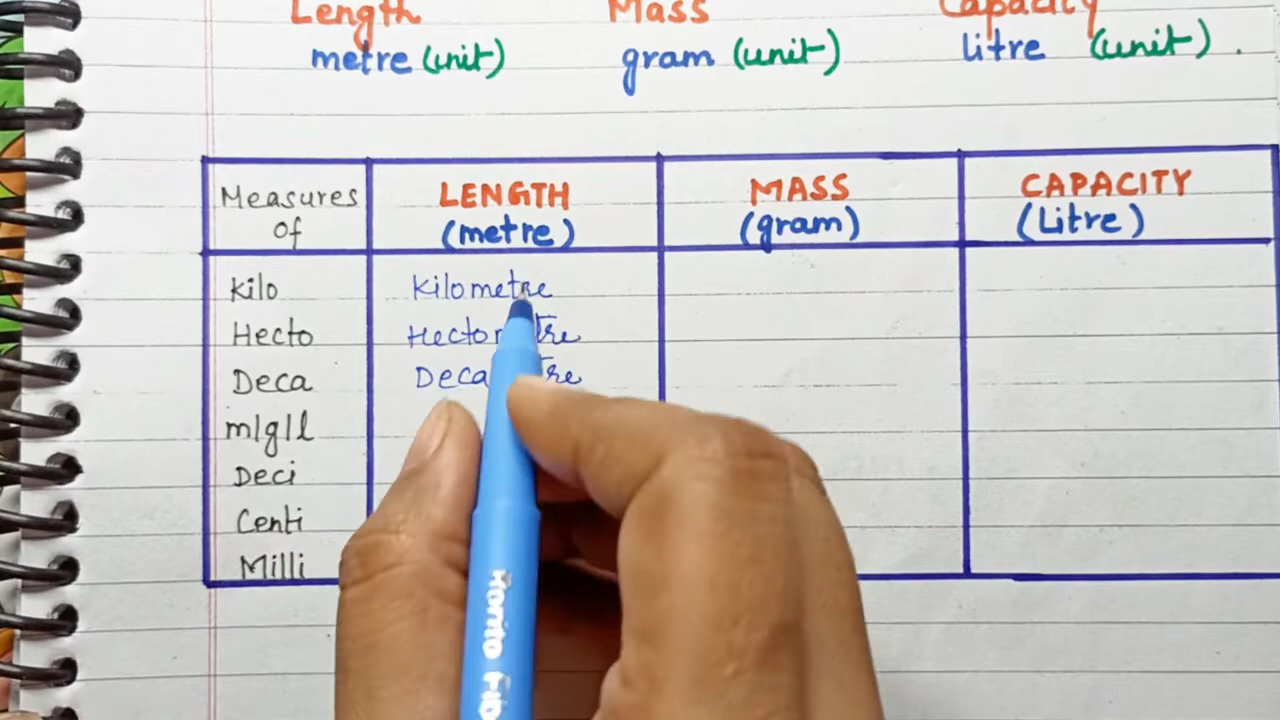 Length Mass Capacity
metre (unit) gram (unit) litre (unit).
Measures of LENGTH (metre) MASS (gram) CAPACITY (Litre)
Kilo Kilometre
Hecto
Deca
m/g/l
Deci
Centi
Milli
Korito